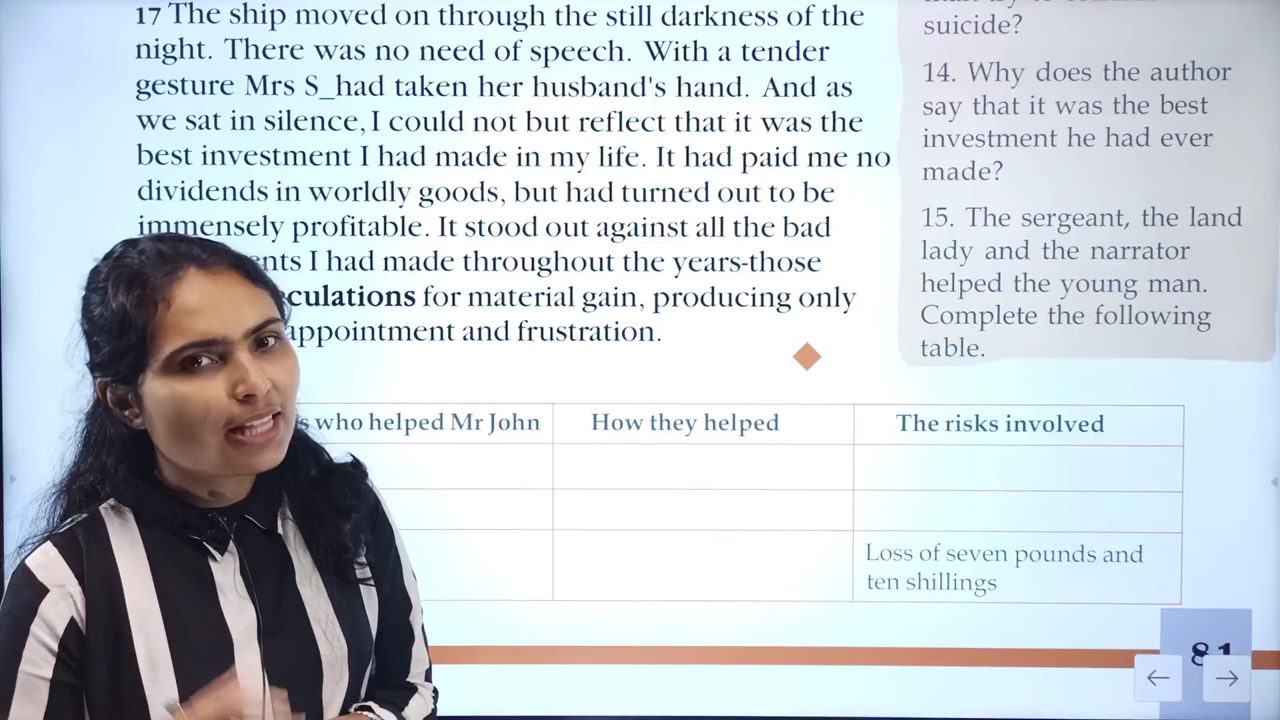 17 The ship moved on through the still darkness of the
night. There was no need of speech. With a tender
gesture Mrs S_had taken her husband's hand. And as
we sat in silence, I could not but reflect that it was the
best investment I had made in my life. It had paid me no
dividends in worldly goods, but had turned out to be
immensely profitable. It stood out against all the bad
I had made throughout the years-those
for material gain, producing only
and frustration.
suicide?
14. Why does the author
say that it was the best
investment he had ever
made?
15. The sergeant, the land
lady and the narrator
helped the young man.
Complete the following
table.
who helped Mr John
How they helped
The risks involved
Loss of seven pounds and
ten shillings